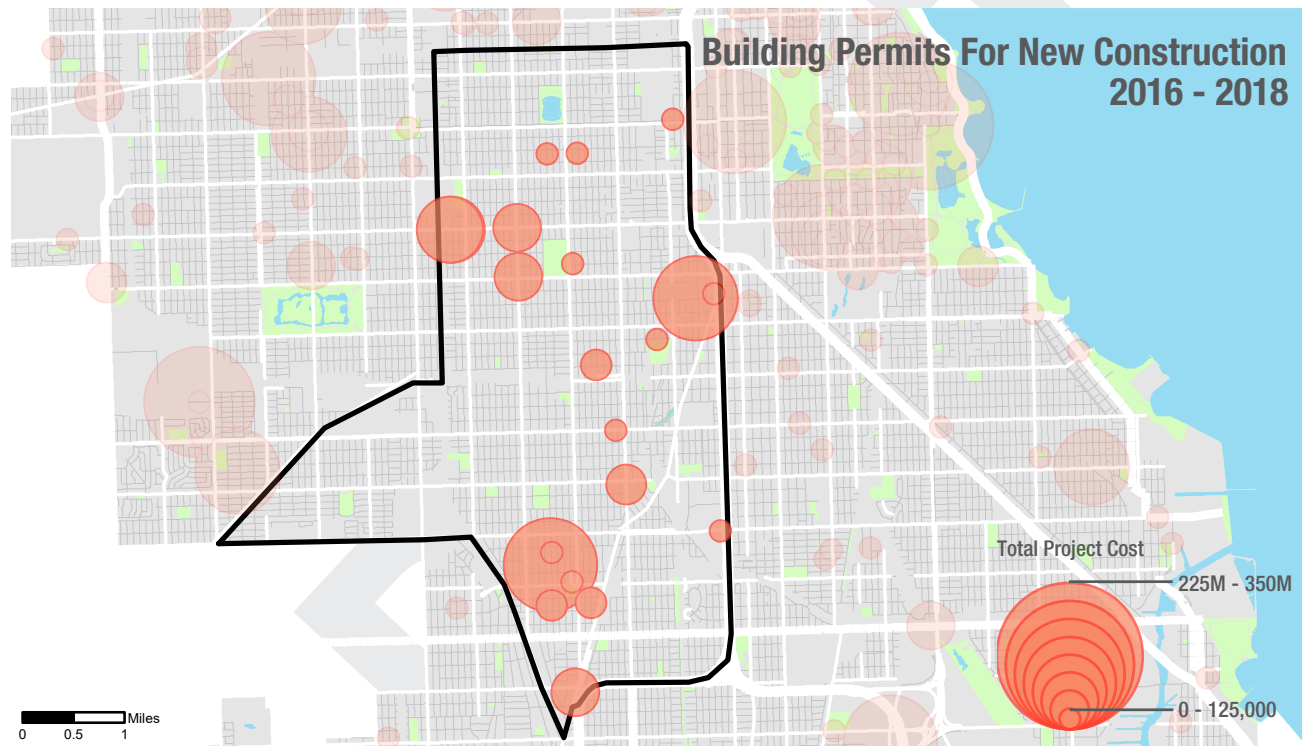 Building Permits For New Construction
2016 - 2018
Total Project Cost
225M - 350M
0 - 125,000
Miles
0 0.5 1